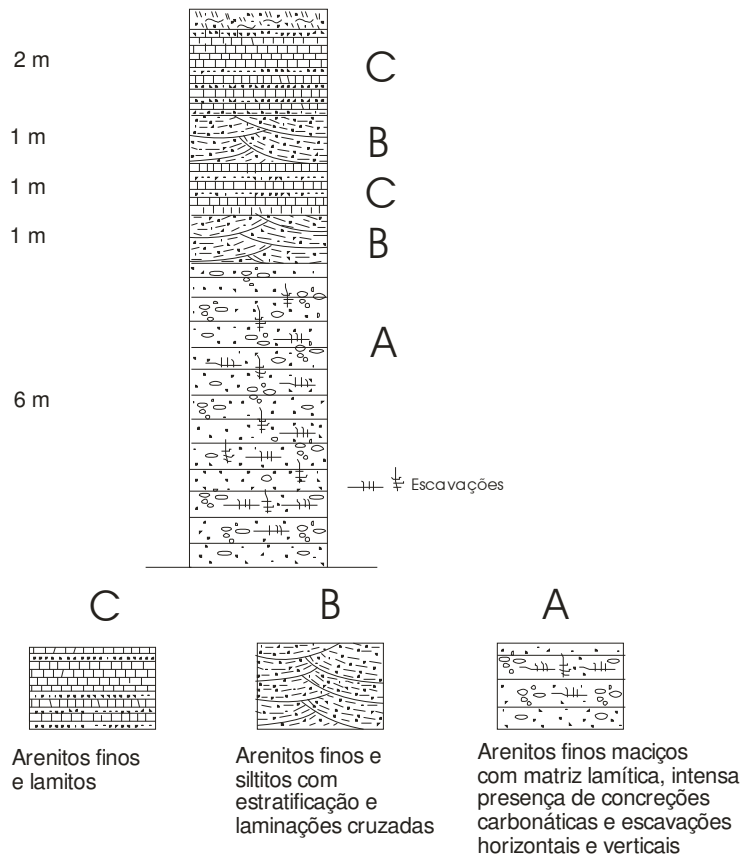 2 m
C
1 m
B
1 m
C
1 m
B
A
6 m
Escavações
C
B
A
Arenitos finos
e lamitos
Arenitos finos e
siltitos com
estratificação e
laminações cruzadas
Arenitos finos maciços
com matriz lamítica, intensa
presença de concreções
carbonáticas e escavações
horizontais e verticais